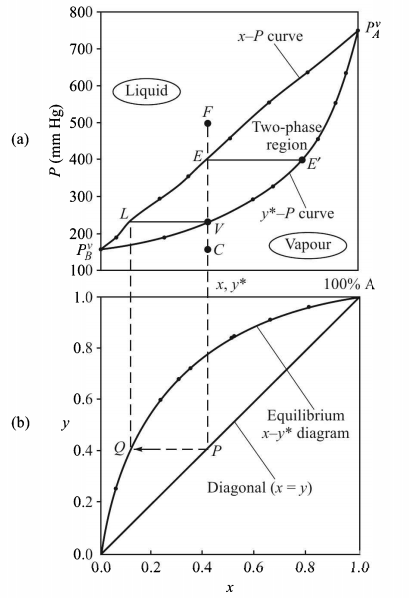 (a)
P (mm Hg)
800
700
600
500
400
300
200
100
P_A^v
x–P curve
Liquid
F
Two-phase
region
E
E′
L
V
y*–P curve
P_B^v
C
Vapour
x, y*
100% A
(b)
y
1.0
0.8
0.6
0.4
0.2
0.0
Equilibrium
x–y* diagram
Q
P
Diagonal (x = y)
0.0
0.2
0.4
0.6
0.8
1.0
x